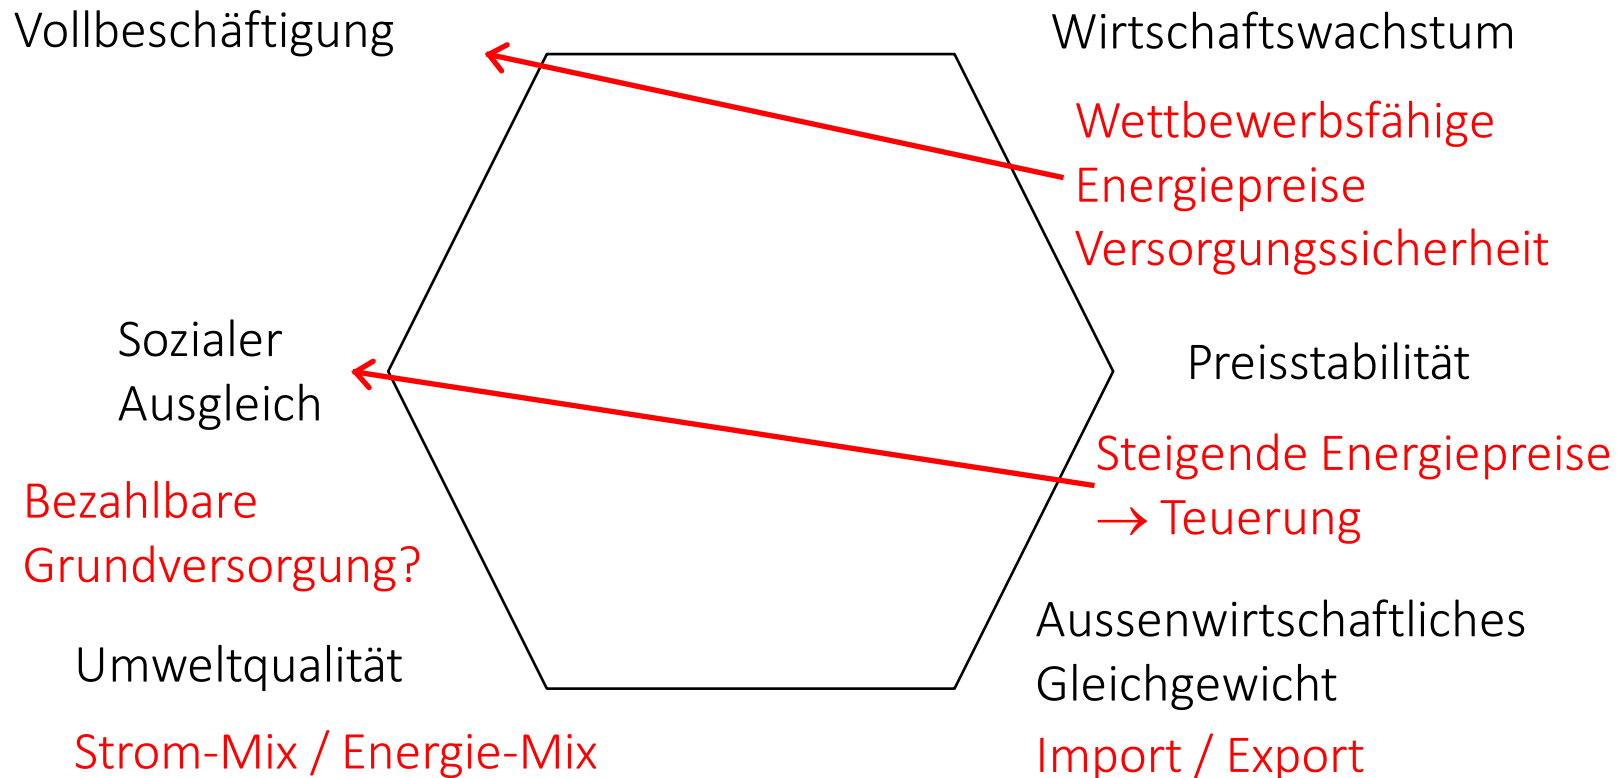 Vollbeschäftigung
Wirtschaftswachstum
Wettbewerbsfähige
Energiepreise
Versorgungssicherheit
Sozialer
Ausgleich
Preisstabilität
Steigende Energiepreise
→ Teuerung
Bezahlbare
Grundversorgung?
Aussenwirtschaftliches
Gleichgewicht
Umweltqualität
Strom-Mix / Energie-Mix
Import / Export